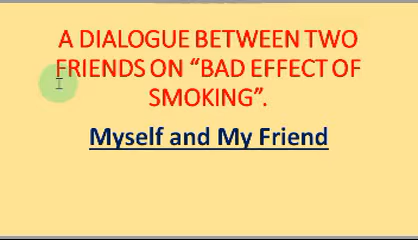 A DIALOGUE BETWEEN TWO
FRIENDS ON “BAD EFFECT OF
SMOKING”.
Myself and My Friend